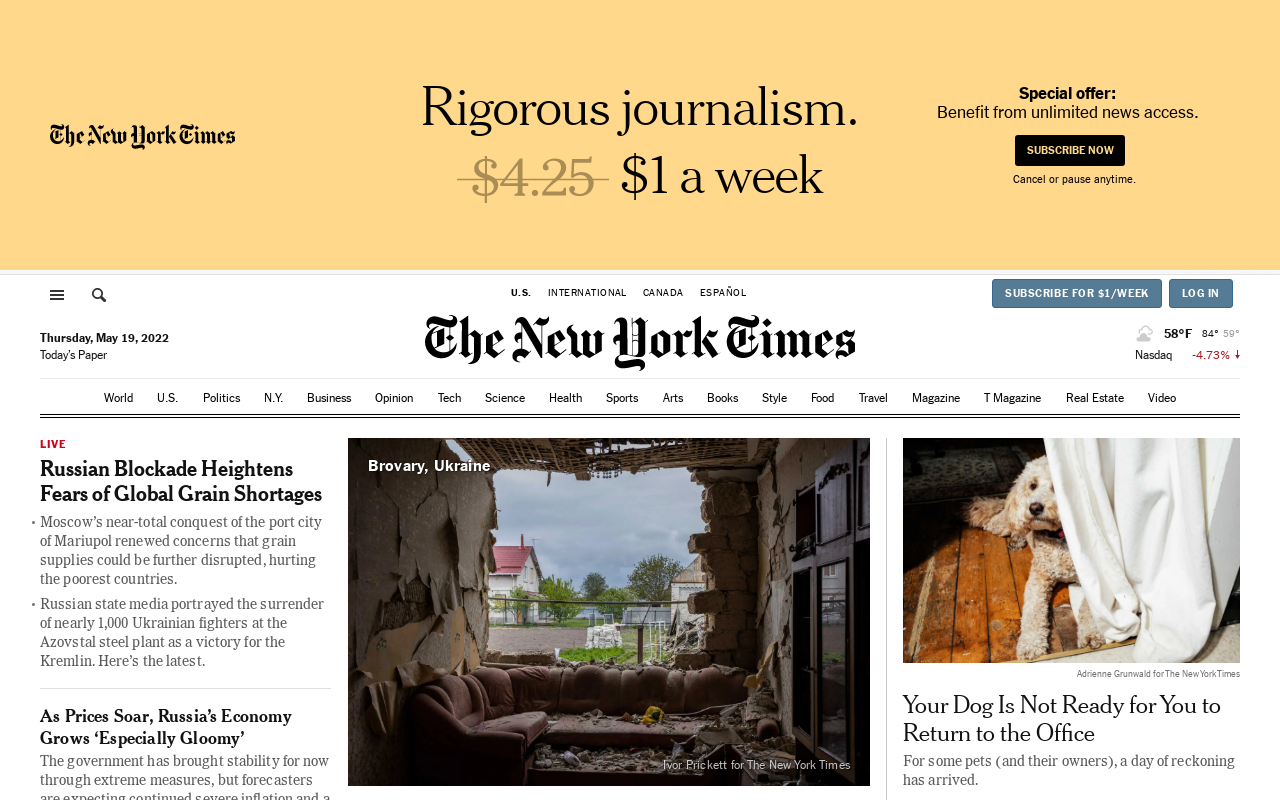 The New York Times
Rigorous journalism.
$4.25 $1 a week
Special offer:
Benefit from unlimited news access.
SUBSCRIBE NOW
Cancel or pause anytime.
U.S. INTERNATIONAL CANADA ESPAÑOL
SUBSCRIBE FOR $1/WEEK LOG IN
Thursday, May 19, 2022
Today's Paper
The New York Times
58°F 84° 59°
Nasdaq -4.73% ↓
World U.S. Politics N.Y. Business Opinion Tech Science Health Sports Arts Books Style Food Travel Magazine T Magazine Real Estate Video
LIVE
Russian Blockade Heightens
Fears of Global Grain Shortages
• Moscow’s near-total conquest of the port city
of Mariupol renewed concerns that grain
supplies could be further disrupted, hurting
the poorest countries.
• Russian state media portrayed the surrender
of nearly 1,000 Ukrainian fighters at the
Azovstal steel plant as a victory for the
Kremlin. Here’s the latest.
As Prices Soar, Russia’s Economy
Grows ‘Especially Gloomy’
The government has brought stability for now
through extreme measures, but forecasters
are expecting continued severe inflation and a
Brovary, Ukraine
Ivor Prickett for The New York Times
Adrienne Grunwald for The New York Times
Your Dog Is Not Ready for You to
Return to the Office
For some pets (and their owners), a day of reckoning
has arrived.